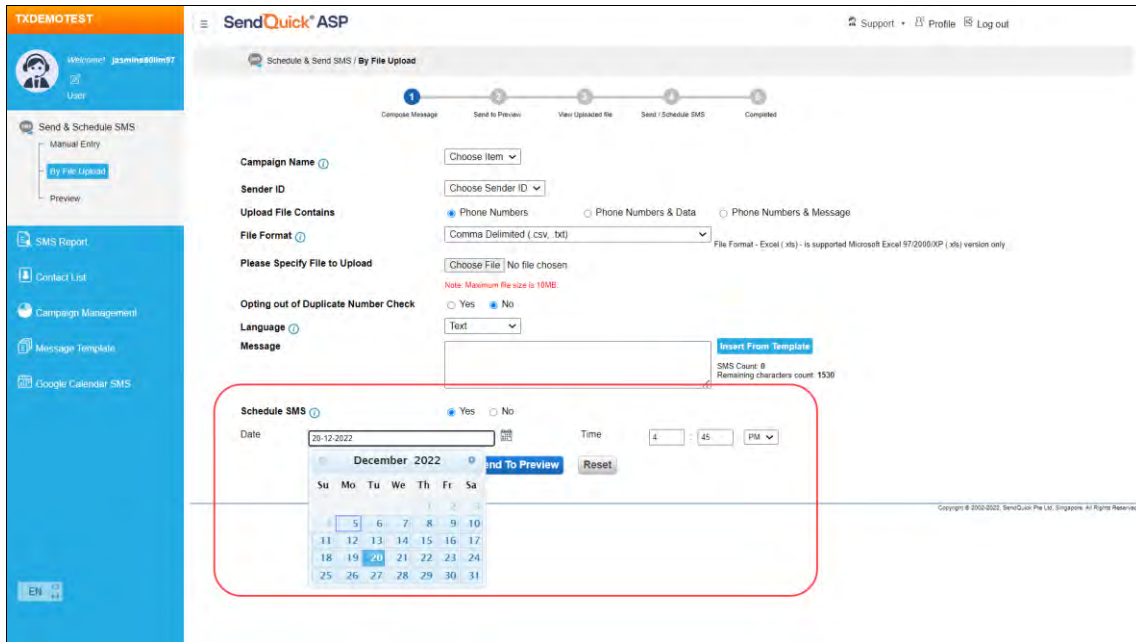 TXDEMOTEST
SendQuick® ASP
Support
Profile
Log out
Welcome! jasmine80lim97
User
Send & Schedule SMS
Manual Entry
By File Upload
Preview
SMS Report
Contact List
Campaign Management
Message Template
Google Calendar SMS
EN
Schedule & Send SMS / By File Upload
1 2 3 4 5
Compose Message Send to Preview View Uploaded file Send / Schedule SMS Completed
Campaign Name Choose Item
Sender ID Choose Sender ID
Upload File Contains Phone Numbers Phone Numbers & Data Phone Numbers & Message
File Format Comma Delimited (.csv, .txt) File Format - Excel (.xls) - is supported Microsoft Excel 97/2000/XP (.xls) version only
Please Specify File to Upload Choose File No file chosen
Note: Maximum file size is 10MB.
Opting out of Duplicate Number Check Yes No
Language Text
Message Insert From Template
SMS Count: 0
Remaining characters count: 1530
Schedule SMS Yes No
Date 20-12-2022 Time 4 : 45 PM
December 2022
nd To Preview Reset
Su Mo Tu We Th Fr Sa
1 2 3
4 5 6 7 8 9 10
11 12 13 14 15 16 17
18 19 20 21 22 23 24
25 26 27 28 29 30 31
Copyright © 2002-2022, SendQuick Pte Ltd, Singapore. All Rights Reserved